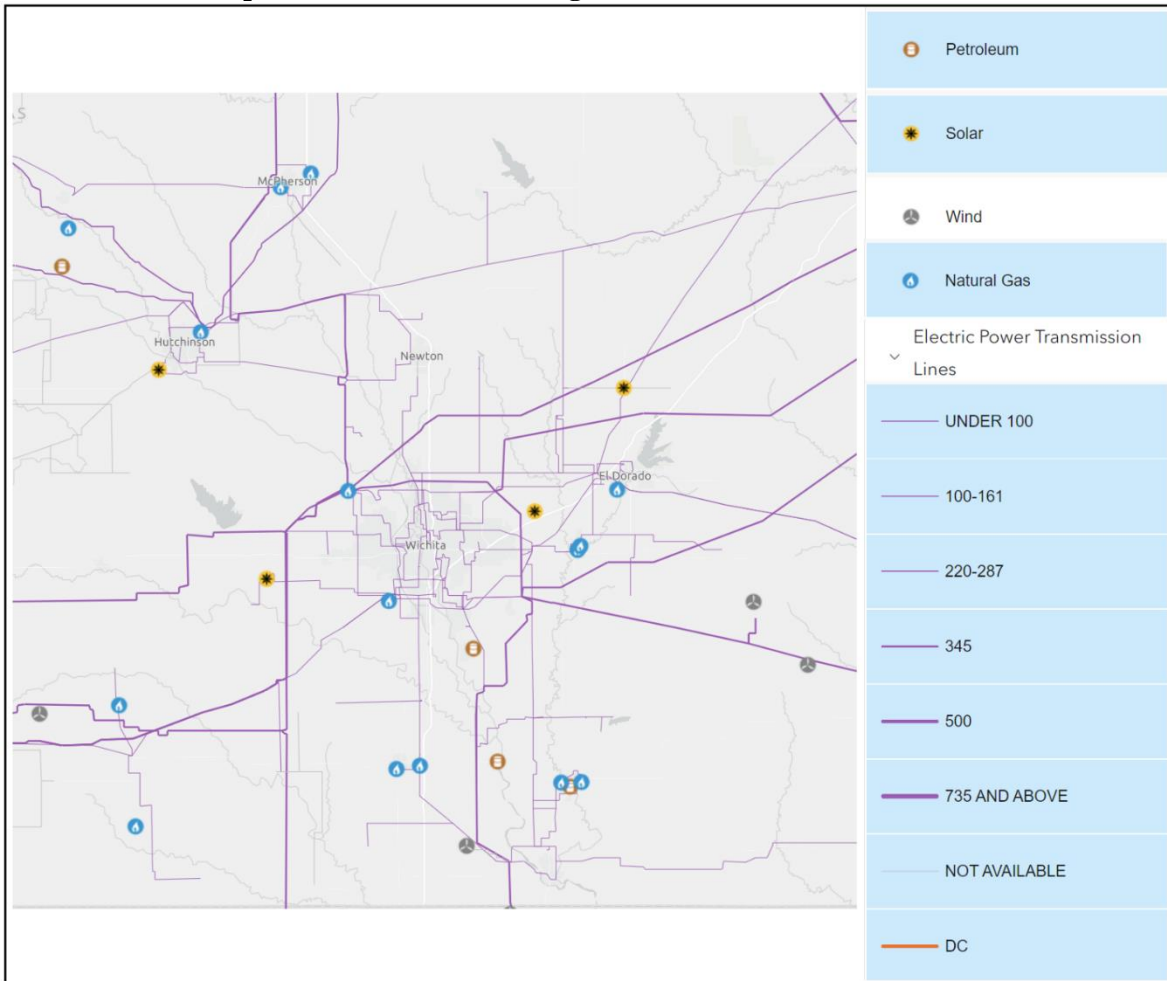 Petroleum
Solar
Wind
Natural Gas
Electric Power Transmission
Lines
UNDER 100
100-161
220-287
345
500
735 AND ABOVE
NOT AVAILABLE
DC
AS
McPherson
Hutchinson
Newton
El Dorado
Wichita